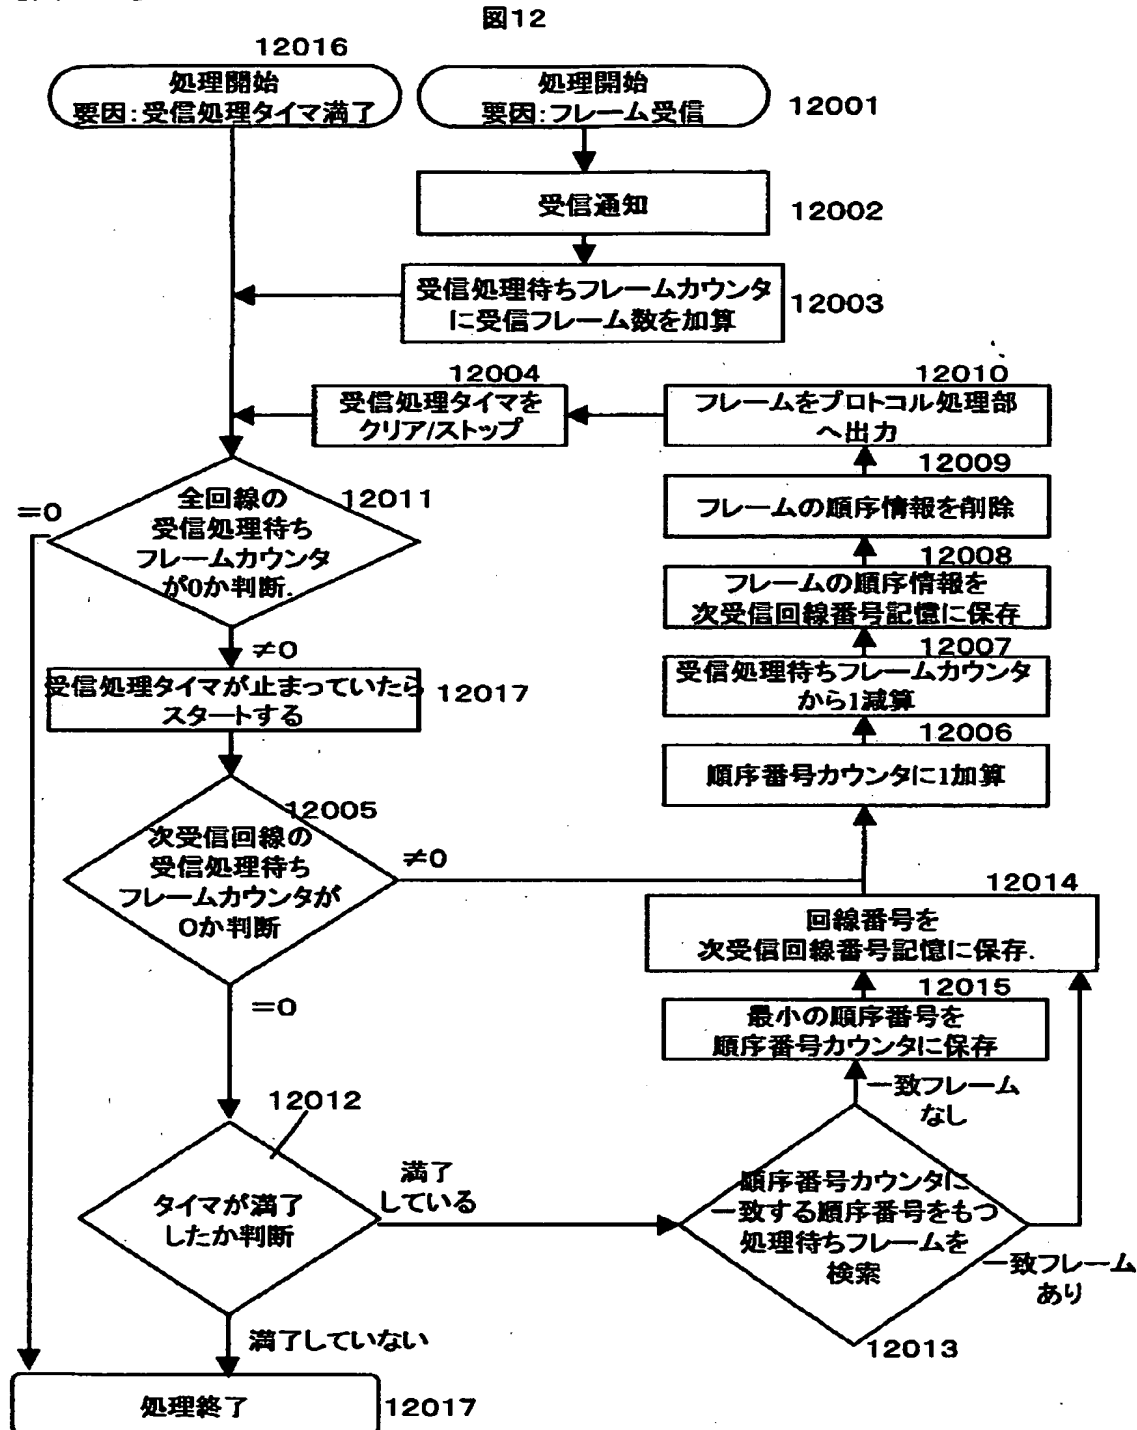 図12
12016
処理開始
要因:受信処理タイマ満了
処理開始
要因:フレーム受信
12001
受信通知
12002
受信処理待ちフレームカウンタ
に受信フレーム数を加算
12003
12004
受信処理タイマを
クリア/ストップ
12010
フレームをプロトコル処理部
へ出力
12009
フレームの順序情報を削除
12008
フレームの順序情報を
次受信回線番号記憶に保存
12007
受信処理待ちフレームカウンタ
から1減算
12006
順序番号カウンタに1加算
全回線の
受信処理待ち
フレームカウンタ
が0か判断.
12011
=0
≠0
受信処理タイマが止まっていたら
スタートする
12017
12005
次受信回線の
受信処理待ち
フレームカウンタが
0か判断
≠0
=0
12014
回線番号を
次受信回線番号記憶に保存.
12015
最小の順序番号を
順序番号カウンタに保存
一致フレーム
なし
12012
タイマが満了
したか判断
満了
している
順序番号カウンタに
一致する順序番号をもつ
処理待ちフレームを
検索
一致フレーム
あり
12013
満了していない
処理終了
12017